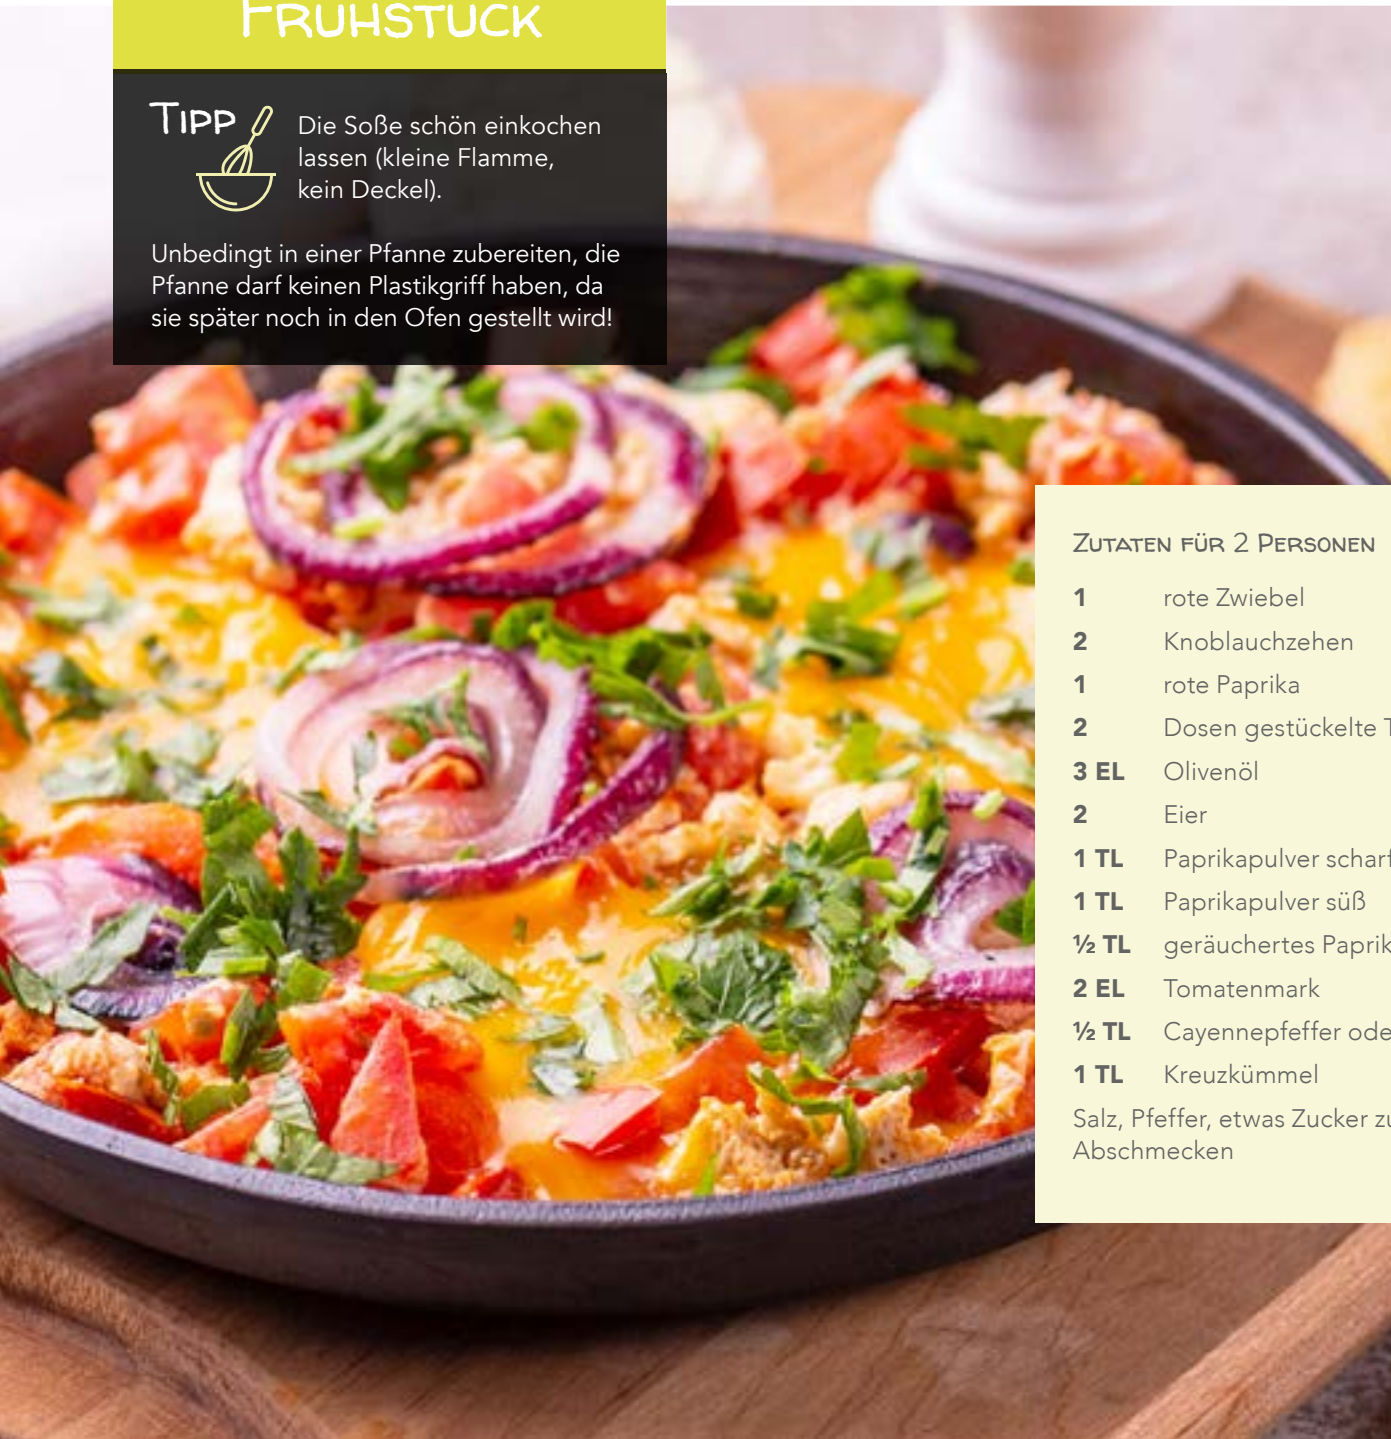 FRÜHSTÜCK
TIPP
Die Soße schön einkochen
lassen (kleine Flamme,
kein Deckel).
Unbedingt in einer Pfanne zubereiten, die
Pfanne darf keinen Plastikgriff haben, da
sie später noch in den Ofen gestellt wird!
ZUTATEN FÜR 2 PERSONEN
1 rote Zwiebel
2 Knoblauchzehen
1 rote Paprika
2 Dosen gestückelte
3 EL Olivenöl
2 Eier
1 TL Paprikapulver scharf
1 TL Paprikapulver süß
½ TL geräuchertes
2 EL Tomatenmark
½ TL Cayennepfeffer
1 TL Kreuzkümmel
Salz, Pfeffer, etwas Zucker
Abschmecken